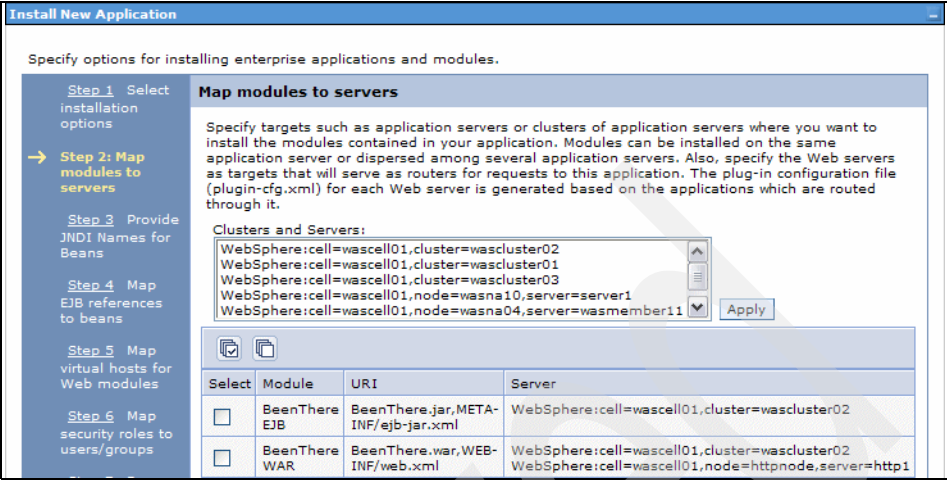 Install New Application
Specify options for installing enterprise applications and modules.
Step 1 Select
installation
options
Step 2: Map
modules to
servers
Step 3 Provide
JNDI Names for
Beans
Step 4 Map
EJB references
to beans
Step 5 Map
virtual hosts for
Web modules
Step 6 Map
security roles to
users/groups
Map modules to servers
Specify targets such as application servers or clusters of application servers where you want to
install the modules contained in your application. Modules can be installed on the same
application server or dispersed among several application servers. Also, specify the Web servers
as targets that will serve as routers for requests to this application. The plug-in configuration file
(plugin-cfg.xml) for each Web server is generated based on the applications which are routed
through it.
Clusters and Servers:
WebSphere:cell=wascell01,cluster=wascluster02
WebSphere:cell=wascell01,cluster=wascluster01
WebSphere:cell=wascell01,cluster=wascluster03
WebSphere:cell=wascell01,node=wasna10,server=server1
WebSphere:cell=wascell01,node=wasna04,server=wasmember11
Apply
Select Module URI Server
BeenThere BeenThere.jar,META- WebSphere:cell=wascell01,cluster=wascluster02
EJB INF/ejb-jar.xml
BeenThere BeenThere.war,WEB- WebSphere:cell=wascell01,cluster=wascluster02
WAR INF/web.xml WebSphere:cell=wascell01,node=httpnode,server=http1